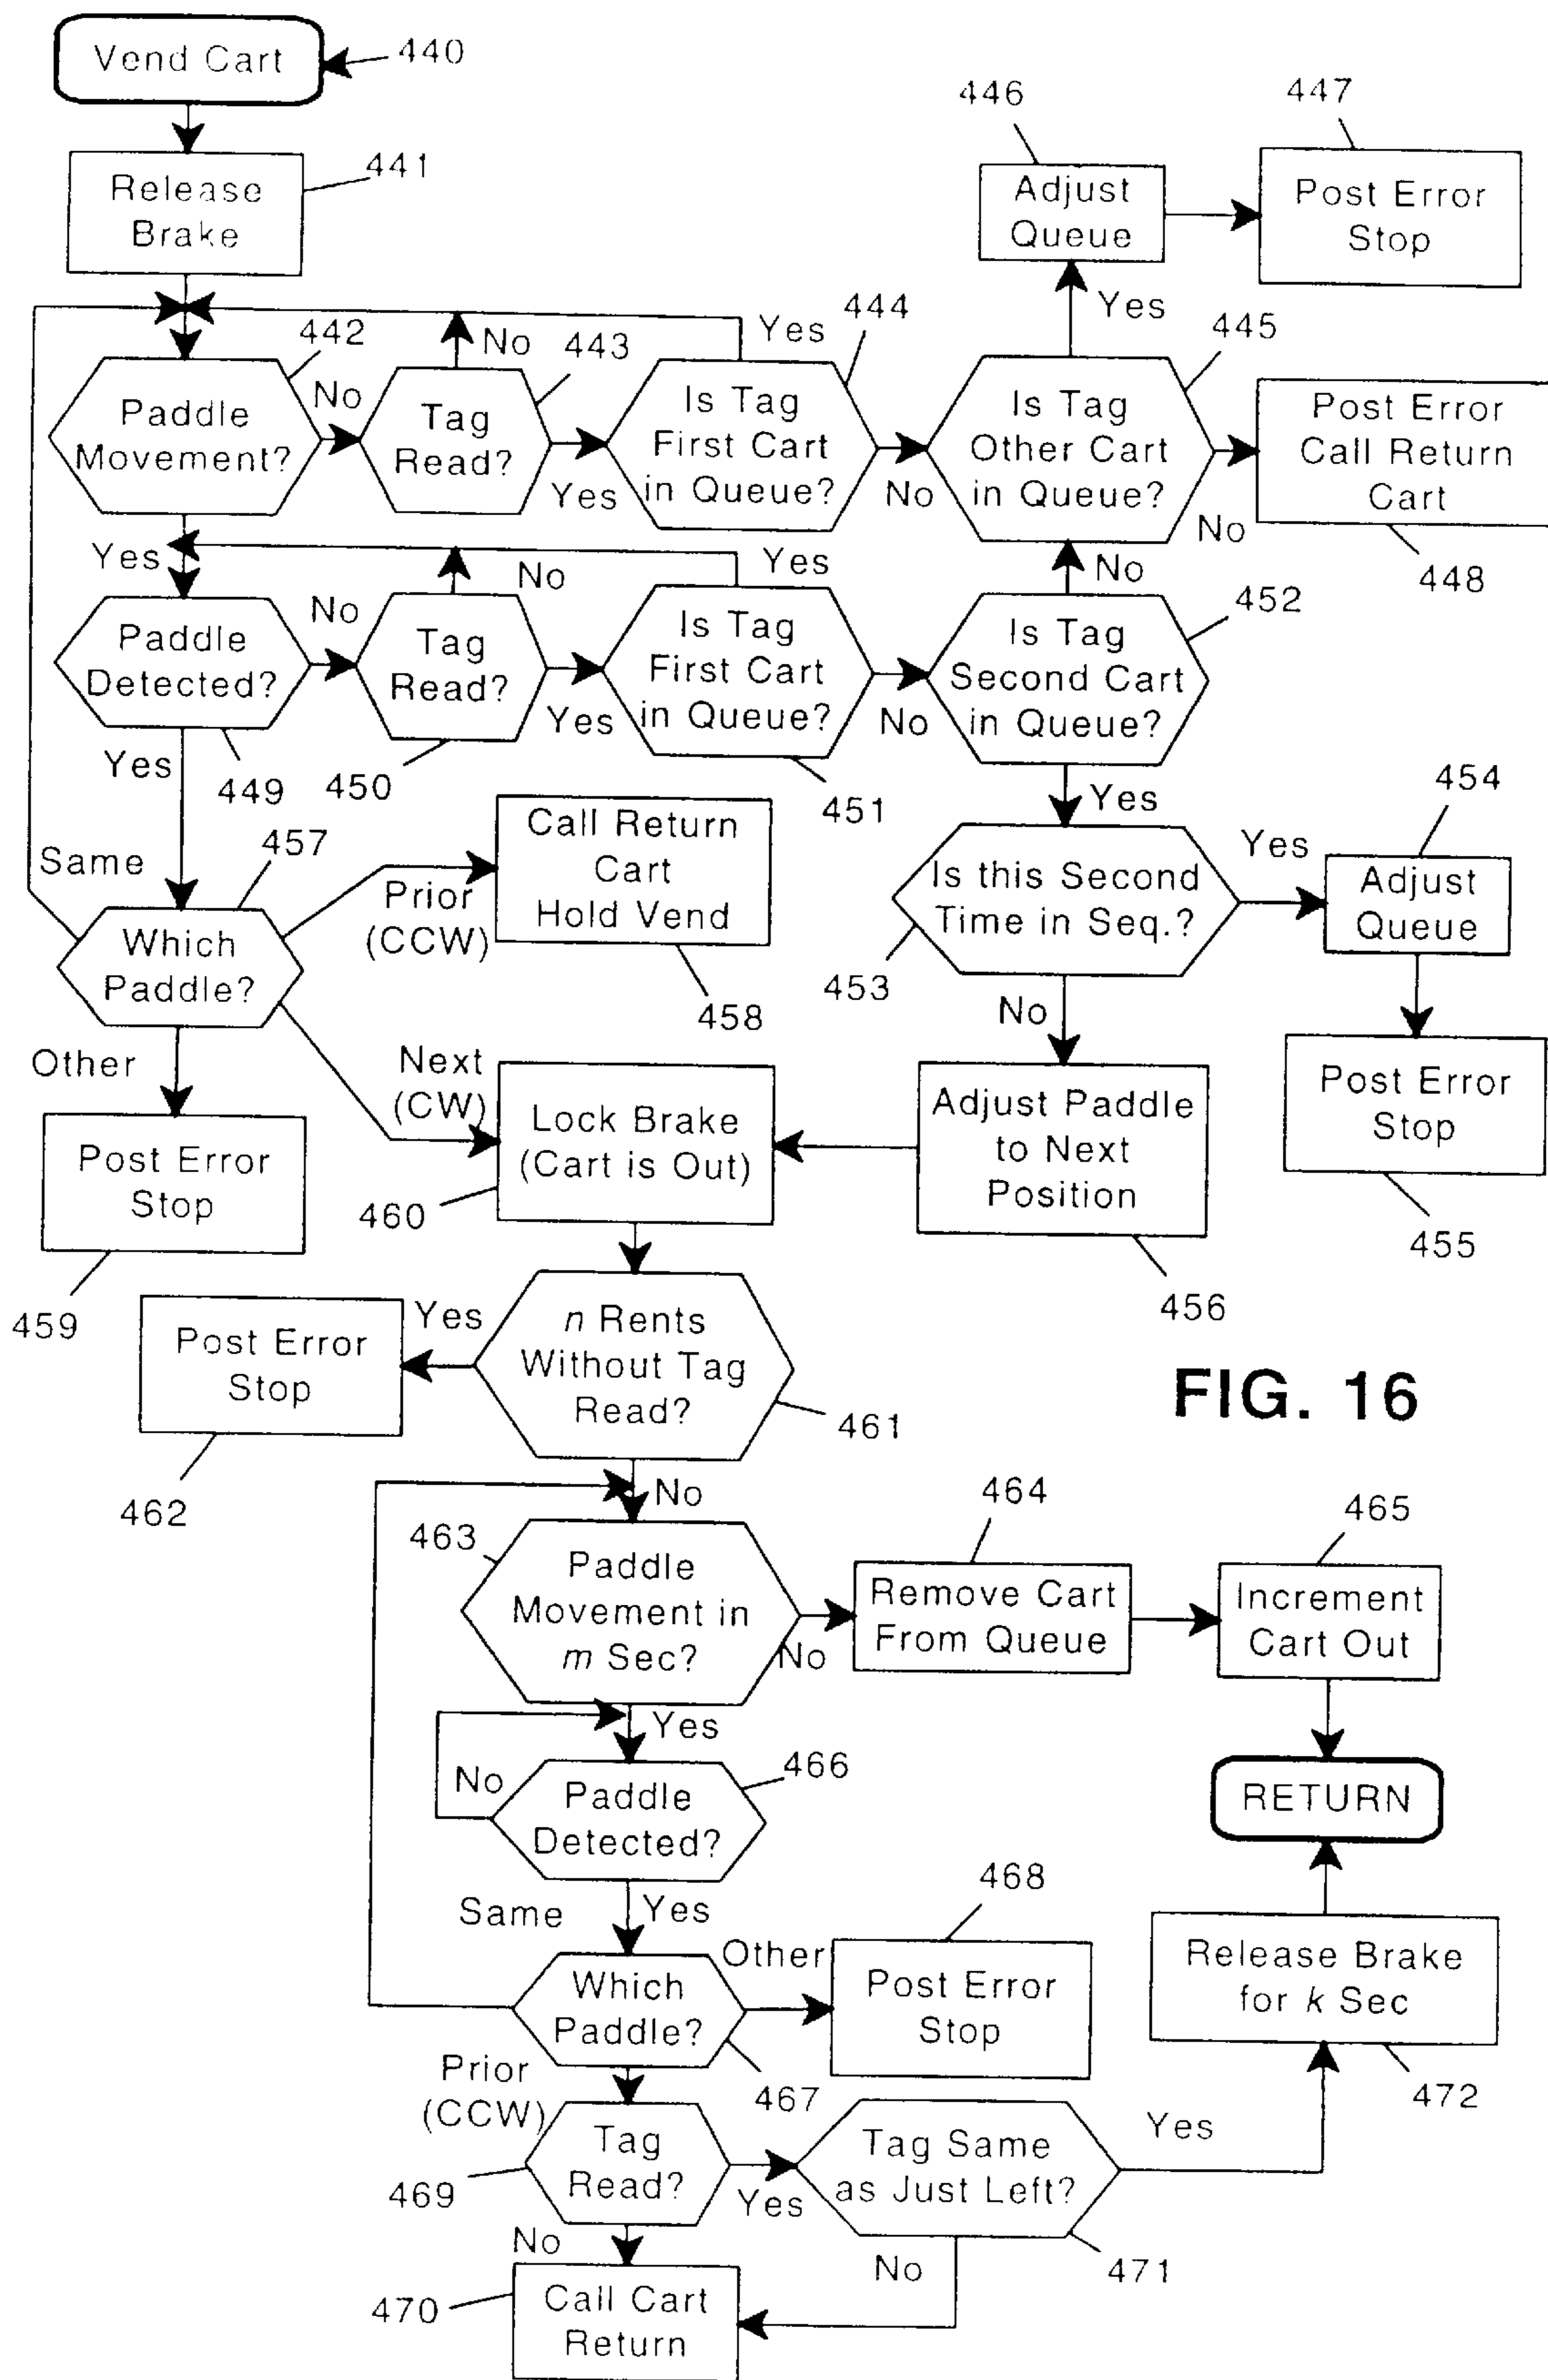 Vend Cart
440
Release
Brake
441
446
Adjust
Queue
447
Post Error
Stop
Yes
442
Paddle
Movement?
No
No
443
Tag
Read?
Yes
Yes
444
Is Tag
First Cart
in Queue?
No
445
Is Tag
Other Cart
in Queue?
No
Post Error
Call Return
Cart
448
Yes
Paddle
Detected?
449
No
No
Tag
Read?
450
Yes
Yes
Is Tag
First Cart
in Queue?
451
No
No
452
Is Tag
Second Cart
in Queue?
Yes
Is this Second
Time in Seq.?
453
Yes
454
Adjust
Queue
Post Error
Stop
455
No
Adjust Paddle
to Next
Position
456
Yes
Same
457
Which
Paddle?
Prior
(CCW)
Call Return
Cart
Hold Vend
458
Other
Post Error
Stop
459
Next
(CW)
Lock Brake
(Cart is Out)
460
n Rents
Without Tag
Read?
461
Yes
Post Error
Stop
462
FIG. 16
No
463
Paddle
Movement in
m Sec?
No
464
Remove Cart
From Queue
465
Increment
Cart Out
RETURN
Yes
466
Paddle
Detected?
No
Yes
Same
Which
Paddle?
467
Other
468
Post Error
Stop
Prior
(CCW)
Tag
Read?
469
Yes
Tag Same
as Just Left?
471
Yes
Release Brake
for k Sec
472
No
No
Call Cart
Return
470